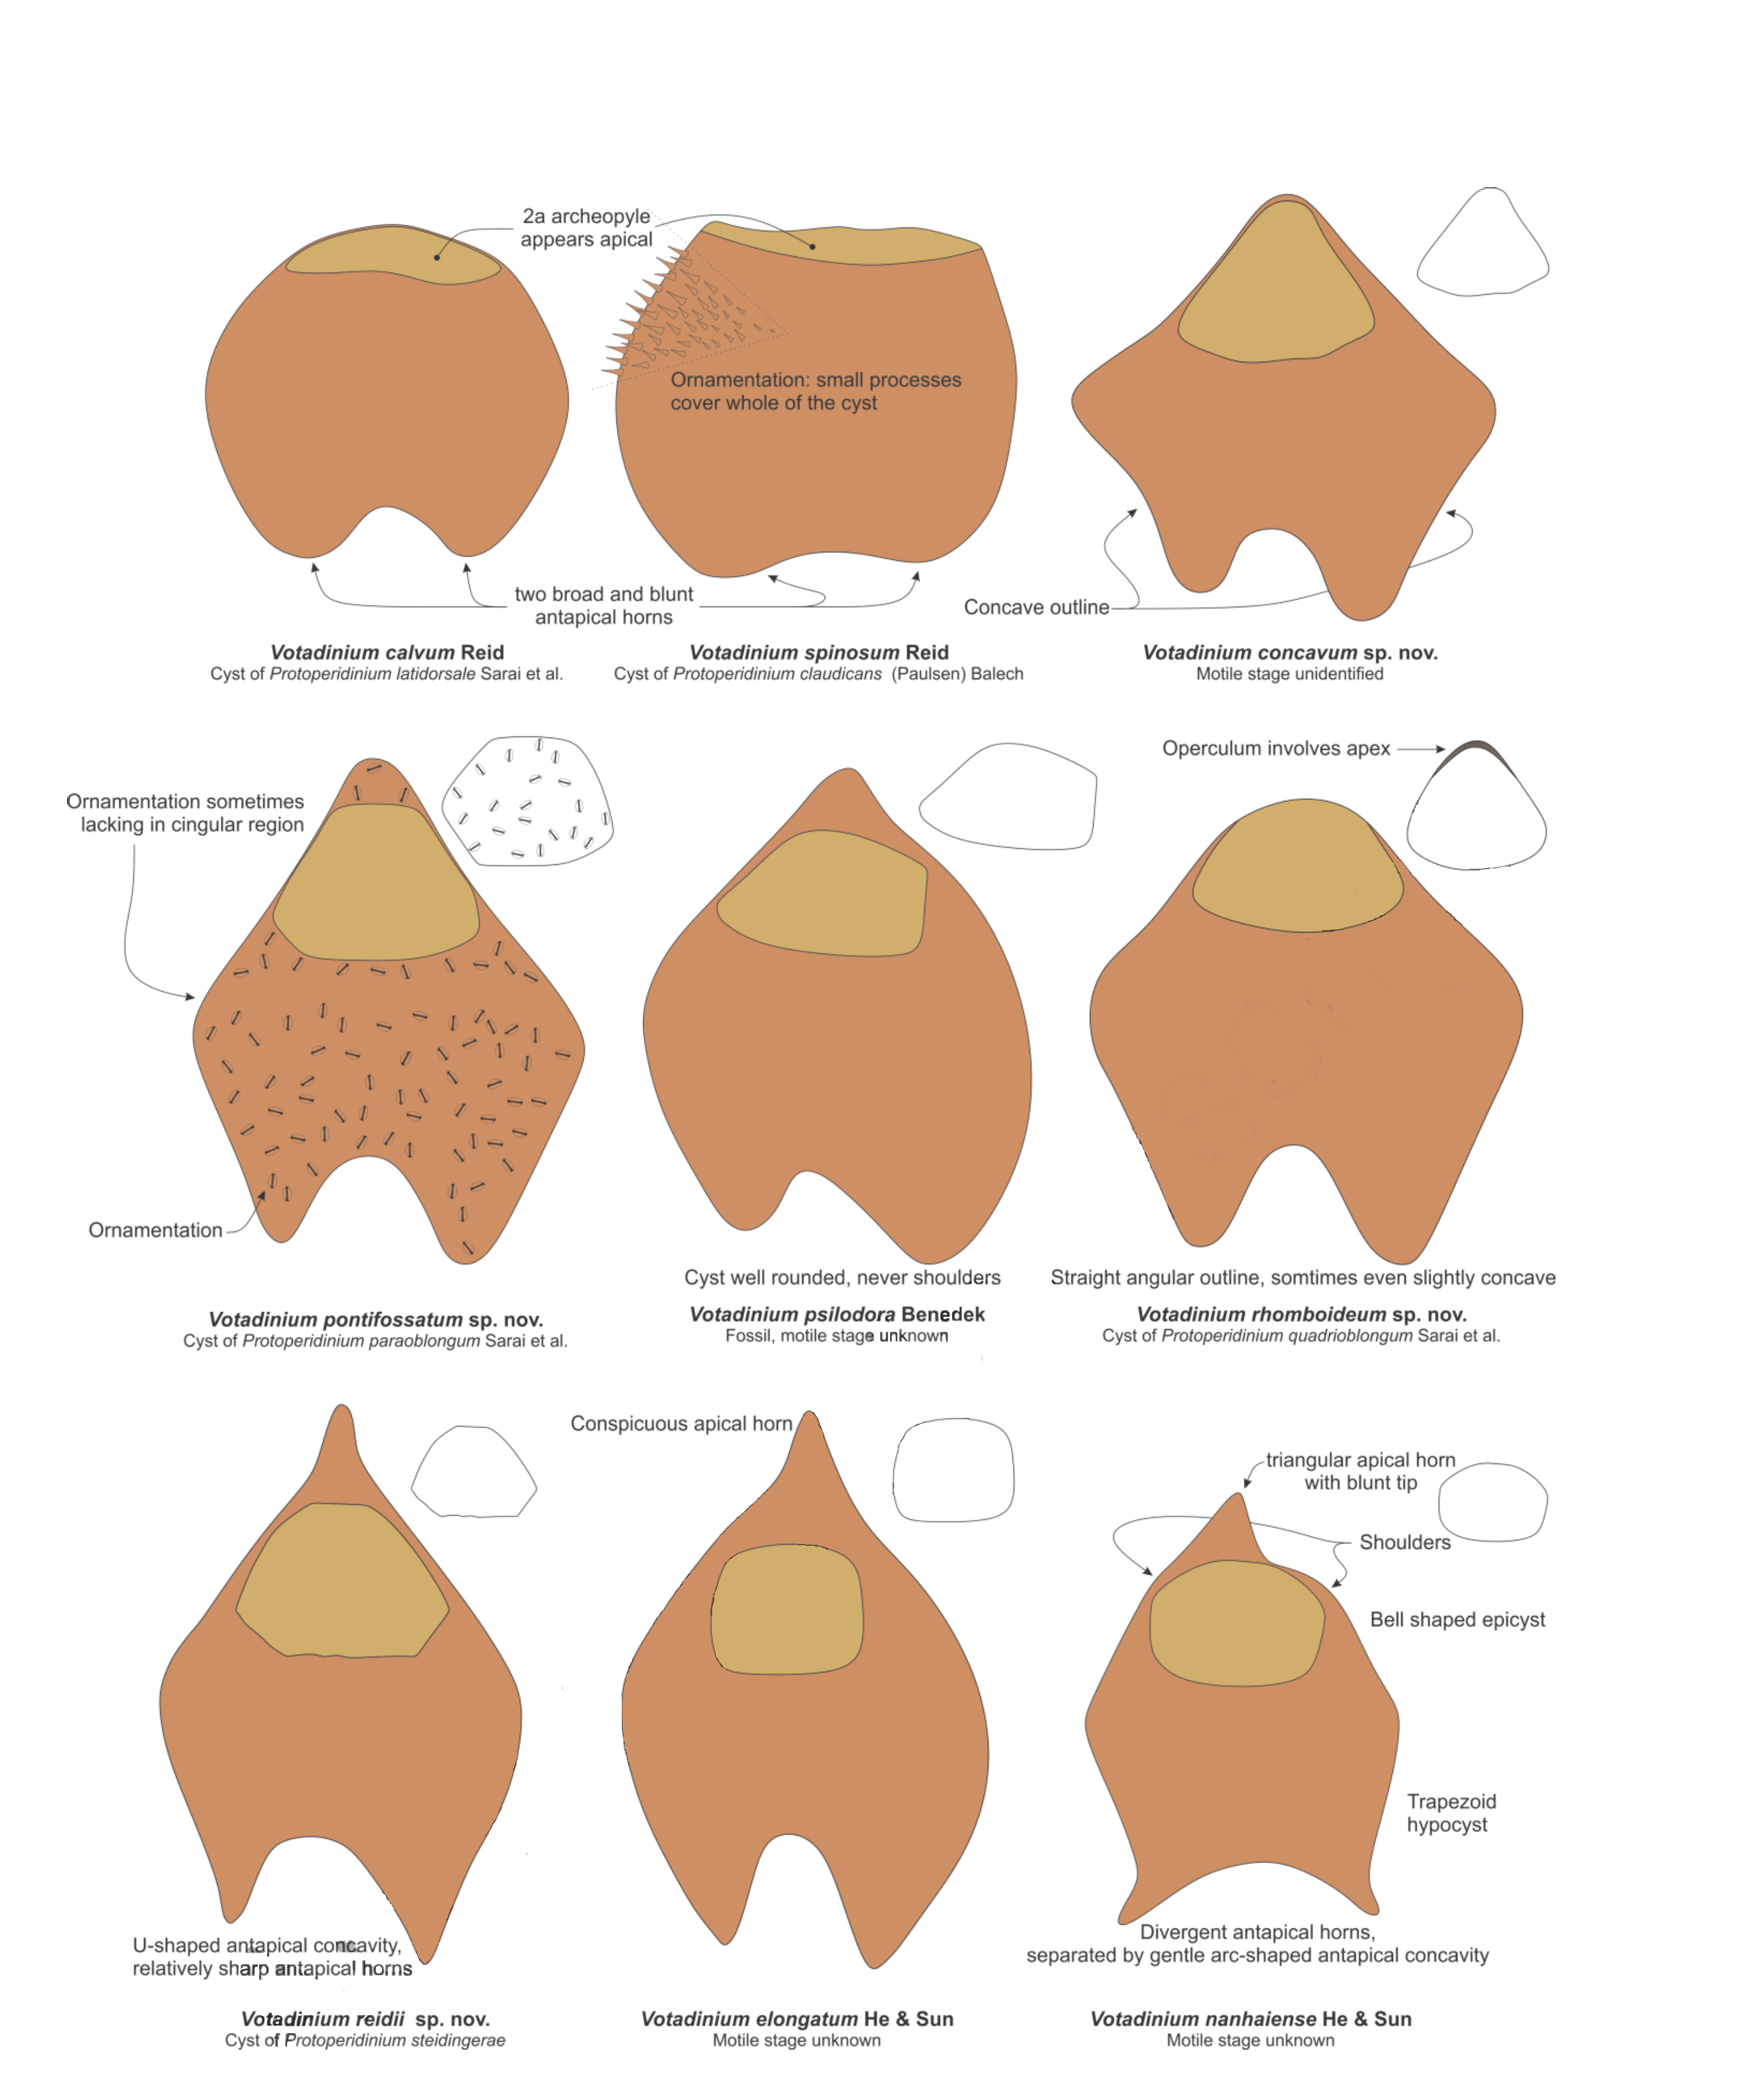 2a archeopyle
appears apical
Ornamentation: small processes
cover whole of the cyst
two broad and blunt
antapical horns
Concave outline
Votadinium calvum Reid
Cyst of Protoperidinium latidorsale Sarai et al.
Votadinium spinosum Reid
Cyst of Protoperidinium claudicans (Paulsen) Balech
Votadinium concavum sp. nov.
Motile stage unidentified
Ornamentation sometimes
lacking in cingular region
Ornamentation
Operculum involves apex
Cyst well rounded, never shoulders
Straight angular outline, somtimes even slightly concave
Votadinium pontifossatum sp. nov.
Cyst of Protoperidinium paraoblongum Sarai et al.
Votadinium psilodora Benedek
Fossil, motile stage unknown
Votadinium rhomboideum sp. nov.
Cyst of Protoperidinium quadrioblongum Sarai et al.
Conspicuous apical horn
triangular apical horn
with blunt tip
Shoulders
Bell shaped epicyst
Trapezoid
hypocyst
U-shaped antapical concavity,
relatively sharp antapical horns
Divergent antapical horns,
separated by gentle arc-shaped antapical concavity
Votadinium reidii sp. nov.
Cyst of Protoperidinium steidingerae
Votadinium elongatum He & Sun
Motile stage unknown
Votadinium nanhaiense He & Sun
Motile stage unknown